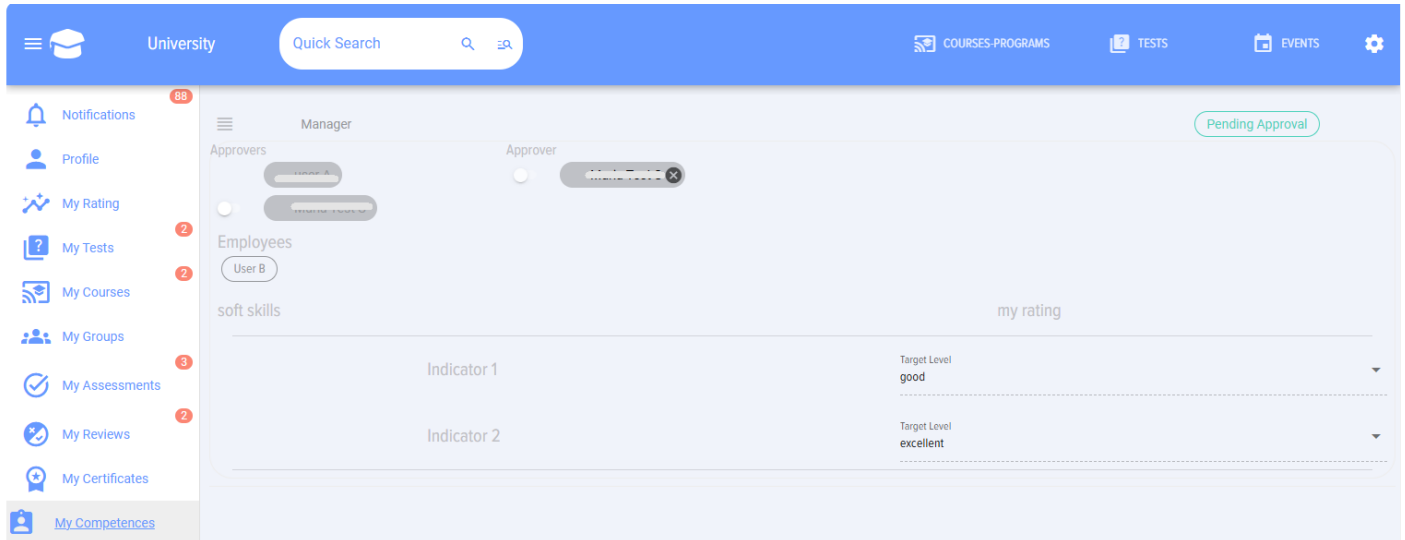 University
Quick Search
COURSES-PROGRAMS
? TESTS
EVENTS
88
Notifications
Profile
My Rating
2
? My Tests
2
My Courses
My Groups
3
My Assessments
2
My Reviews
My Certificates
My Competences
Manager
Pending Approval
Approvers
Approver
Employees
User B
soft skills
my rating
Indicator 1
Target Level
good
Indicator 2
Target Level
excellent